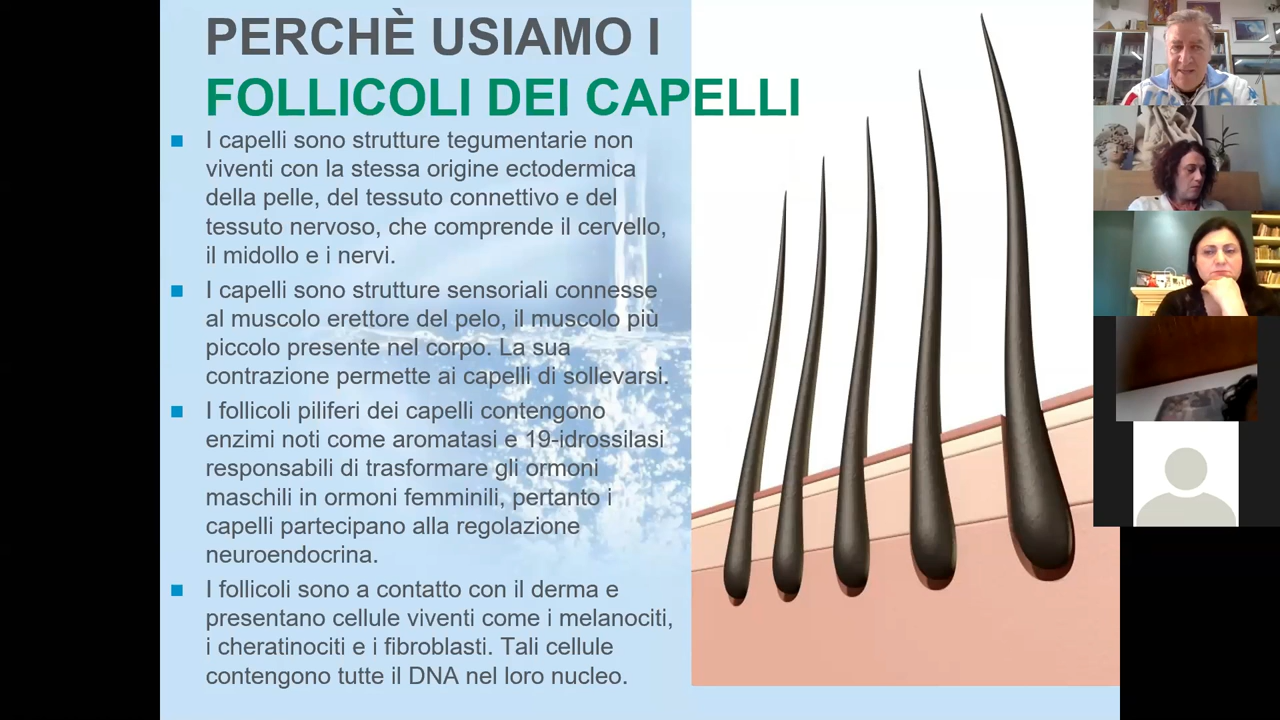 PERCHÈ USIAMO I
FOLLICOLI DEI CAPELLI
I capelli sono strutture tegumentarie non
viventi con la stessa origine ectodermica
della pelle, del tessuto connettivo e del
tessuto nervoso, che comprende il cervello,
il midollo e i nervi.
I capelli sono strutture sensoriali connesse
al muscolo erettore del pelo, il muscolo più
piccolo presente nel corpo. La sua
contrazione permette ai capelli di sollevarsi.
I follicoli piliferi dei capelli contengono
enzimi noti come aromatasi e 19-idrossilasi
responsabili di trasformare gli ormoni
maschili in ormoni femminili, pertanto i
capelli partecipano alla regolazione
neuroendocrina.
I follicoli sono a contatto con il derma e
presentano cellule viventi come i melanociti,
i cheratinociti e i fibroblasti. Tali cellule
contengono tutte il DNA nel loro nucleo.